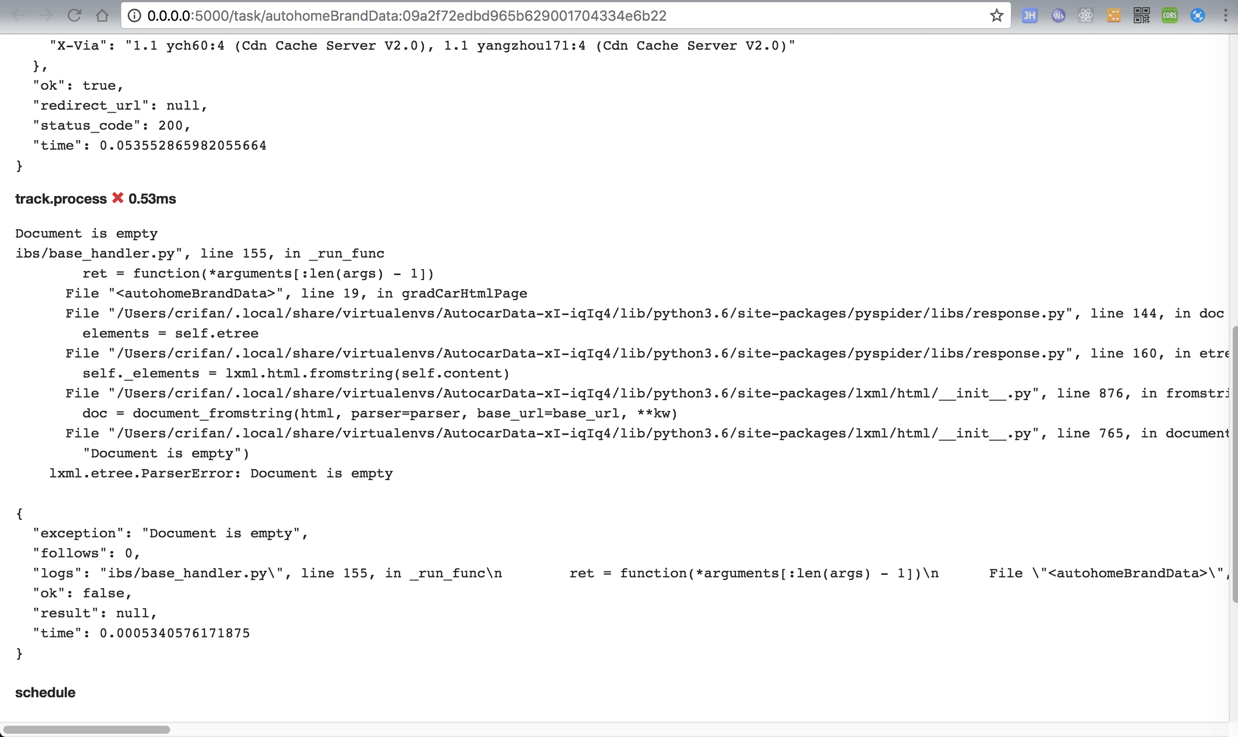 0.0.0.0:5000/task/autohomeBrandData:09a2f72edbd965b629001704334e6b22
JH
CORS
"X-Via": "1.1 ych60:4 (Cdn Cache Server V2.0), 1.1 yangzhou171:4 (Cdn Cache Server V2.0)"
},
"ok": true,
"redirect_url": null,
"status_code": 200,
"time": 0.053552865982055664
}
track.process ✖ 0.53ms
Document is empty
ibs/base_handler.py", line 155, in _run_func
ret = function(*arguments[:len(args) - 1])
File "<autohomeBrandData>", line 19, in gradCarHtmlPage
File "/Users/crifan/.local/share/virtualenvs/AutocarData-xI-iqIq4/lib/python3.6/site-packages/pyspider/libs/response.py", line 144, in doc
elements = self.etree
File "/Users/crifan/.local/share/virtualenvs/AutocarData-xI-iqIq4/lib/python3.6/site-packages/pyspider/libs/response.py", line 160, in etre
self._elements = lxml.html.fromstring(self.content)
File "/Users/crifan/.local/share/virtualenvs/AutocarData-xI-iqIq4/lib/python3.6/site-packages/lxml/html/__init__.py", line 876, in fromstri
doc = document_fromstring(html, parser=parser, base_url=base_url, **kw)
File "/Users/crifan/.local/share/virtualenvs/AutocarData-xI-iqIq4/lib/python3.6/site-packages/lxml/html/__init__.py", line 765, in document
"Document is empty")
lxml.etree.ParserError: Document is empty
{
"exception": "Document is empty",
"follows": 0,
"logs": "ibs/base_handler.py\", line 155, in _run_func\n        ret = function(*arguments[:len(args) - 1])\n      File \"<autohomeBrandData>\",
"ok": false,
"result": null,
"time": 0.0005340576171875
}
schedule